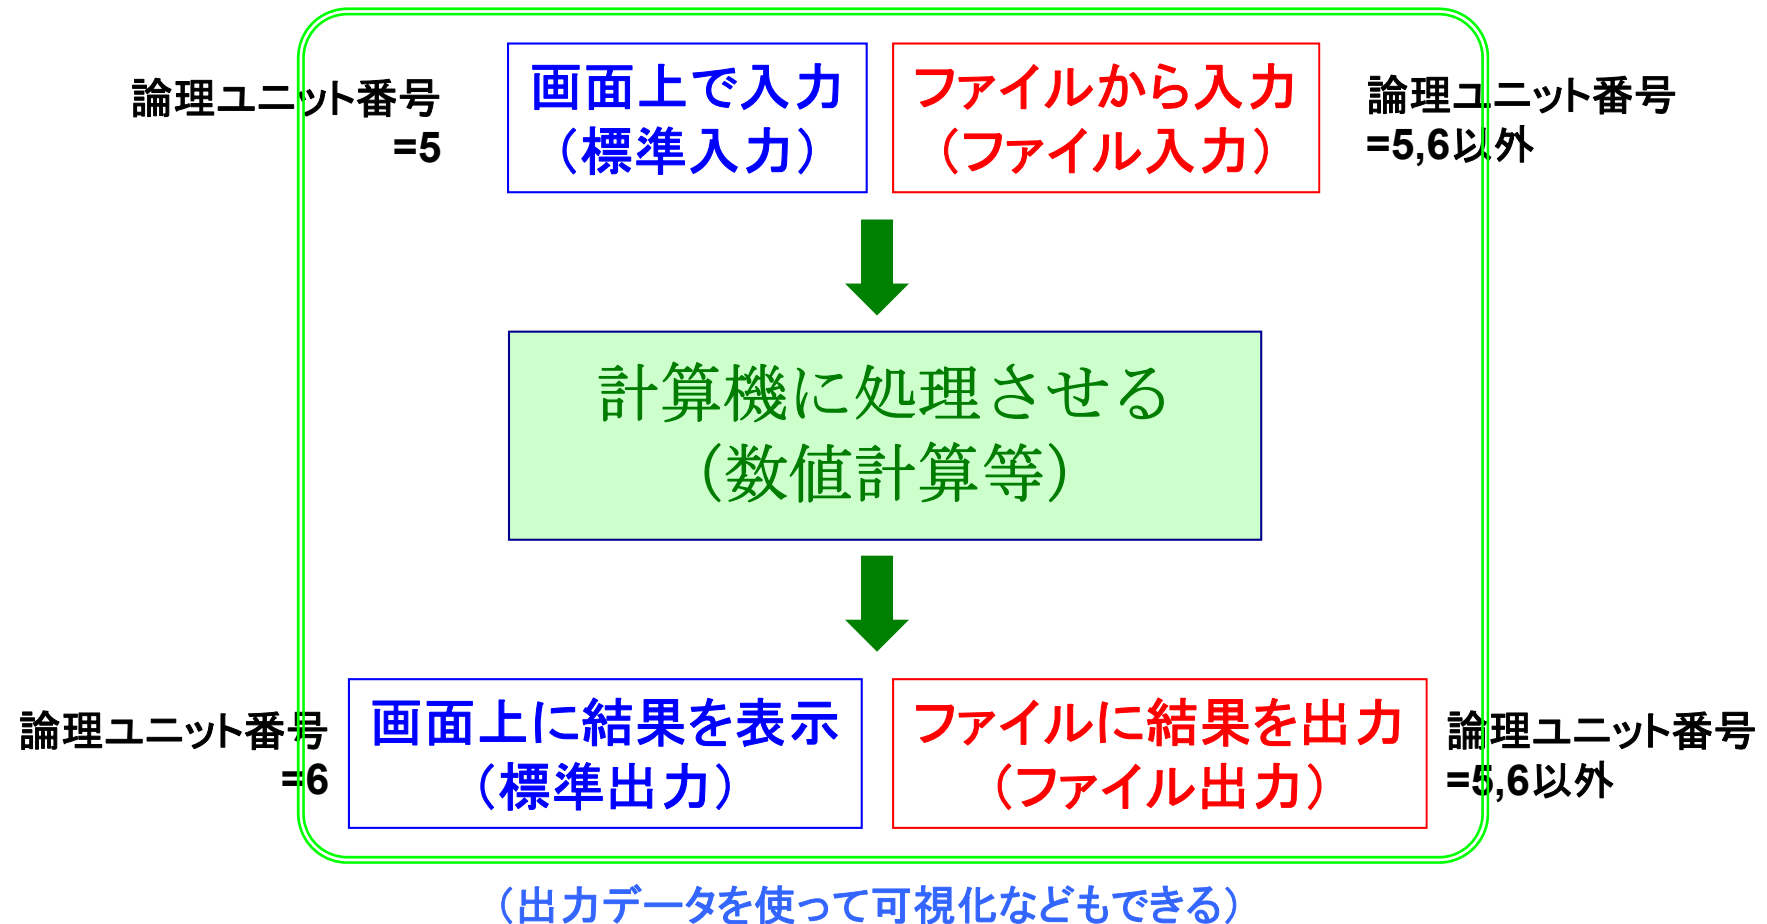 論理ユニット番号
=5
画面上で入力
（標準入力）
ファイルから入力
（ファイル入力）
論理ユニット番号
=5,6以外
計算機に処理させる
（数値計算等）
論理ユニット番号
=6
画面上に結果を表示
（標準出力）
ファイルに結果を出力
（ファイル出力）
論理ユニット番号
=5,6以外
（出力データを使って可視化などもできる）